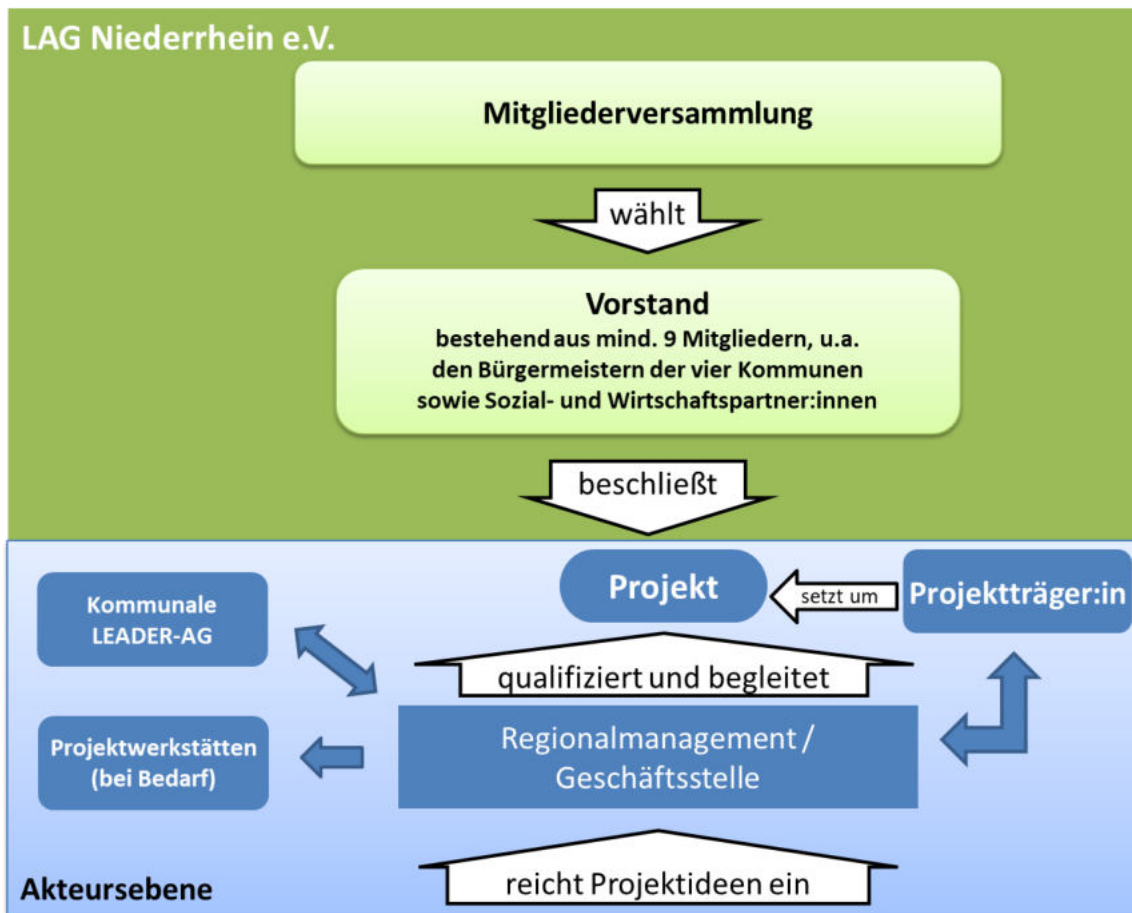 LAG Niederrhein e.V.
Mitgliederversammlung
wählt
Vorstand
bestehend aus mind. 9 Mitgliedern, u.a.
den Bürgermeistern der vier Kommunen
sowie Sozial- und Wirtschaftspartner:innen
beschließt
Projekt
setzt um
Projektträger:in
Kommunale
LEADER-AG
qualifiziert und begleitet
Projektwerkstätten
(bei Bedarf)
Regionalmanagement /
Geschäftsstelle
reicht Projektideen ein
Akteursebene